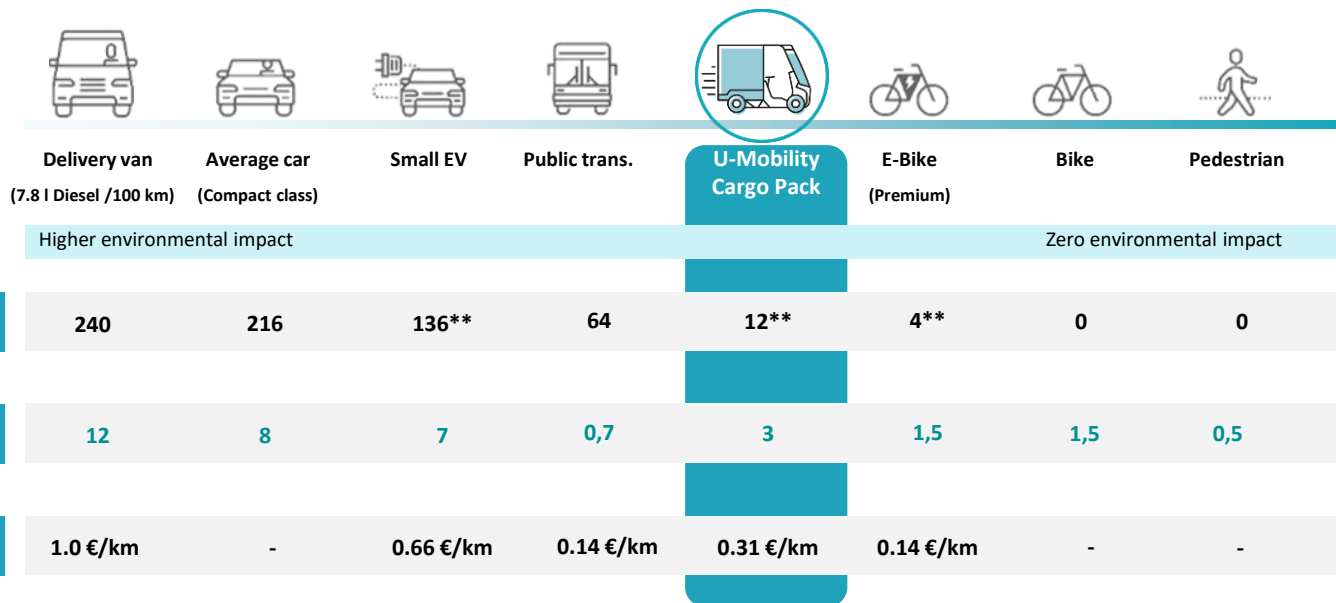 Delivery van Average car Small EV Public trans. U-Mobility E-Bike Bike Pedestrian
(7.8 l Diesel /100 km) (Compact class) Cargo Pack (Premium)
Higher environmental impact Zero environmental impact
240 216 136** 64 12** 4** 0 0
12 8 7 0,7 3 1,5 1,5 0,5
1.0 €/km - 0.66 €/km 0.14 €/km 0.31 €/km 0.14 €/km - -